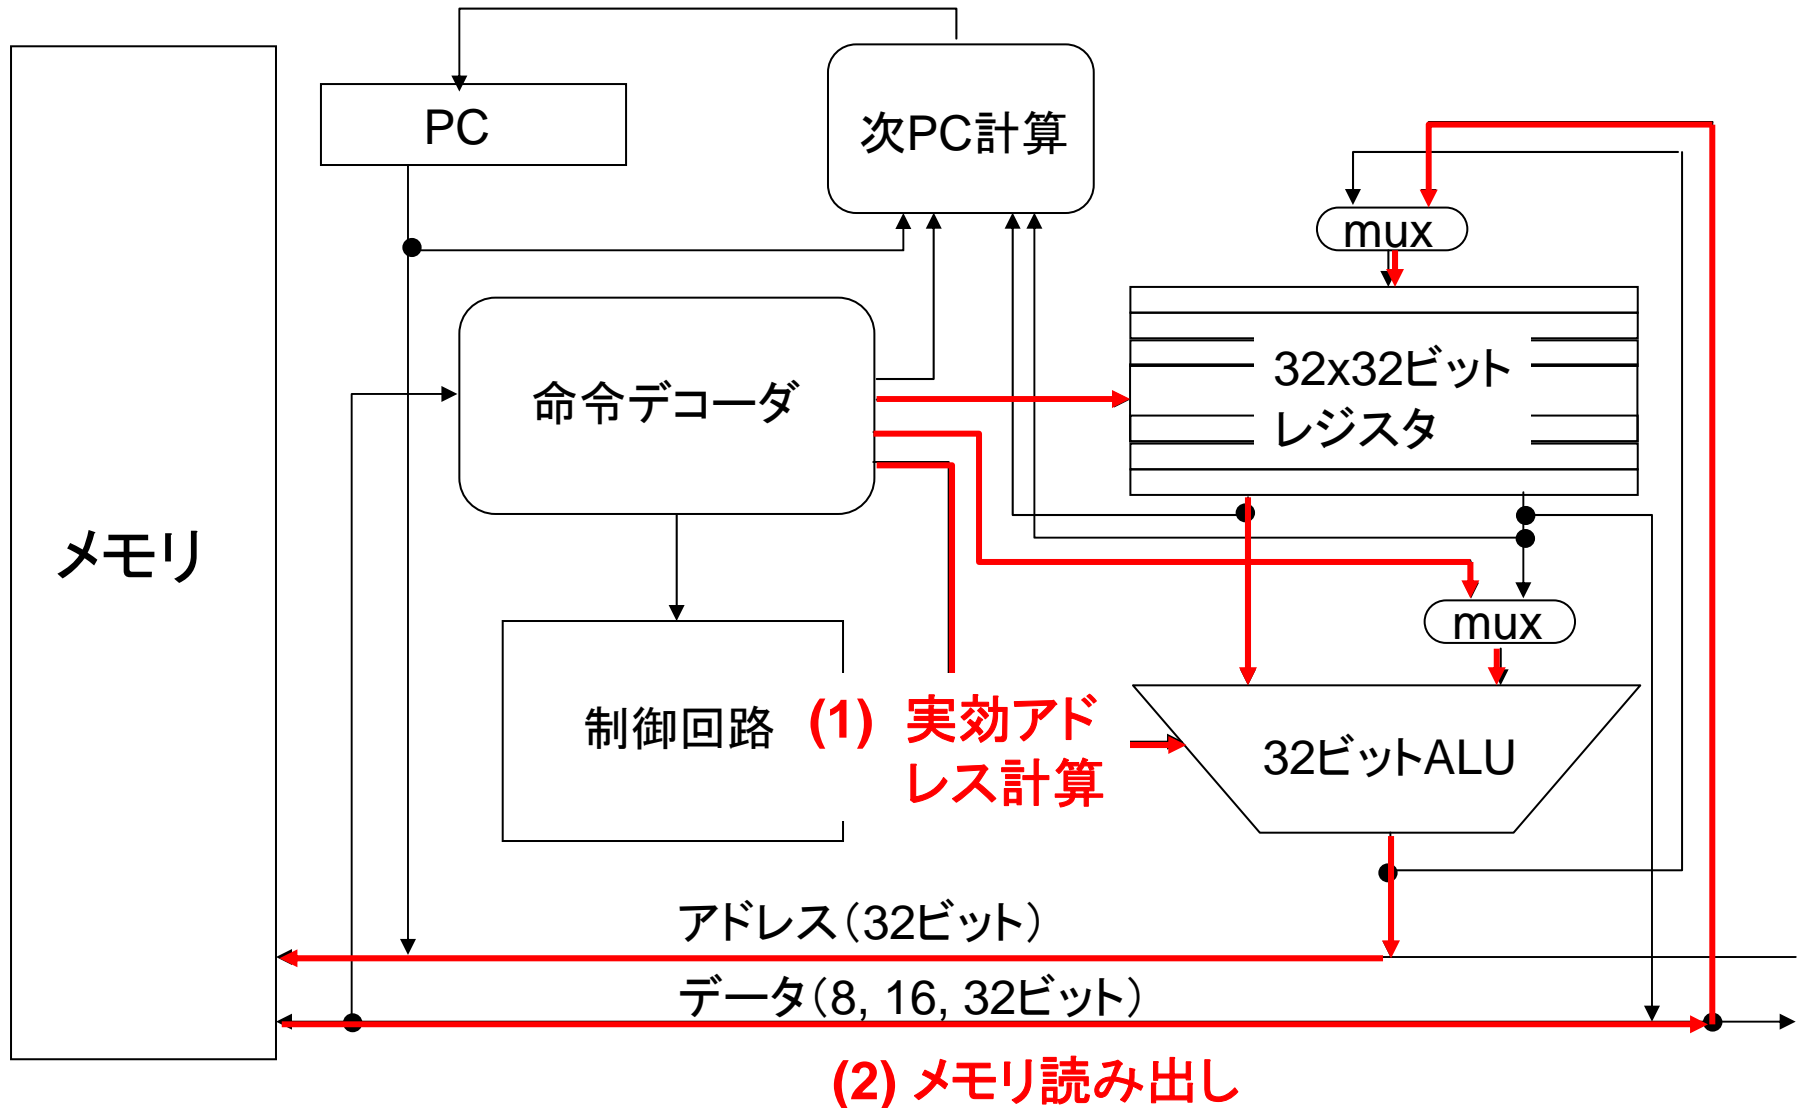 PC
次PC計算
mux
命令デコーダ
32x32ビット
レジスタ
メモリ
mux
制御回路
(1) 実効アド
レス計算
32ビットALU
アドレス(32ビット)
データ(8, 16, 32ビット)
(2) メモリ読み出し